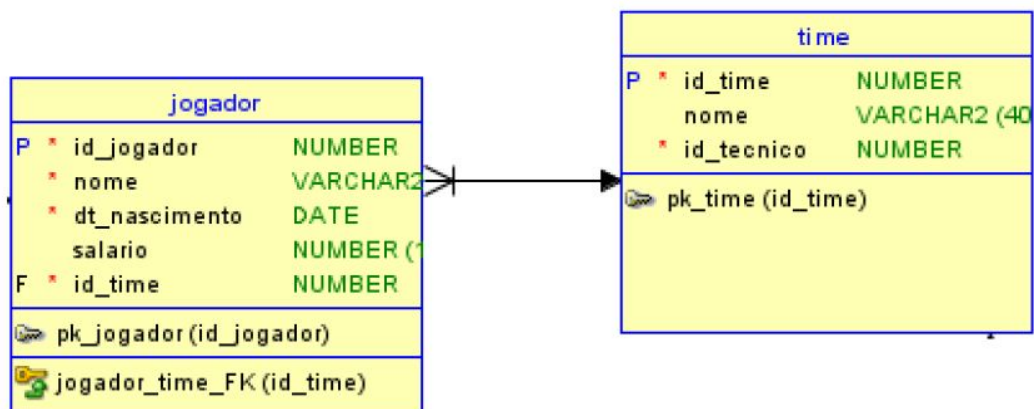 jogador
P * id_jogador NUMBER
* nome VARCHAR2
* dt_nascimento DATE
salario NUMBER (1
F * id_time NUMBER
pk_jogador (id_jogador)
jogador_time_FK (id_time)
time
P * id_time NUMBER
nome VARCHAR2 (40
* id_tecnico NUMBER
pk_time (id_time)